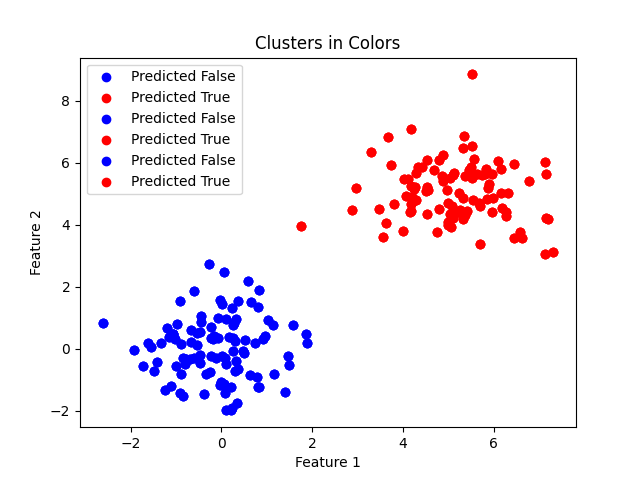 Clusters in Colors
Predicted False
Predicted True
Predicted False
Predicted True
Predicted False
Predicted True
Feature 2
8
6
4
2
0
−2
−2
0
2
4
6
Feature 1